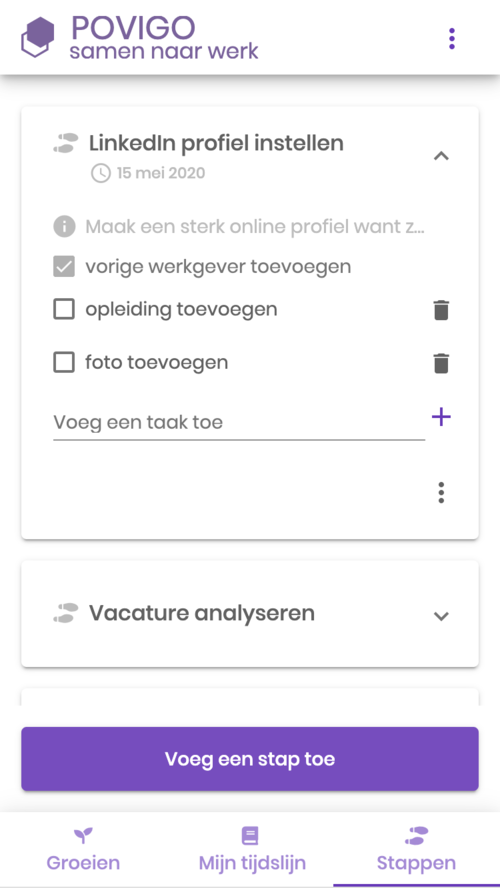 POVIGO
samen naar werk
LinkedIn profiel instellen
15 mei 2020
Maak een sterk online profiel want z...
vorige werkgever toevoegen
opleiding toevoegen
foto toevoegen
Voeg een taak toe
Vacature analyseren
Voeg een stap toe
Groeien
Mijn tijdslijn
Stappen